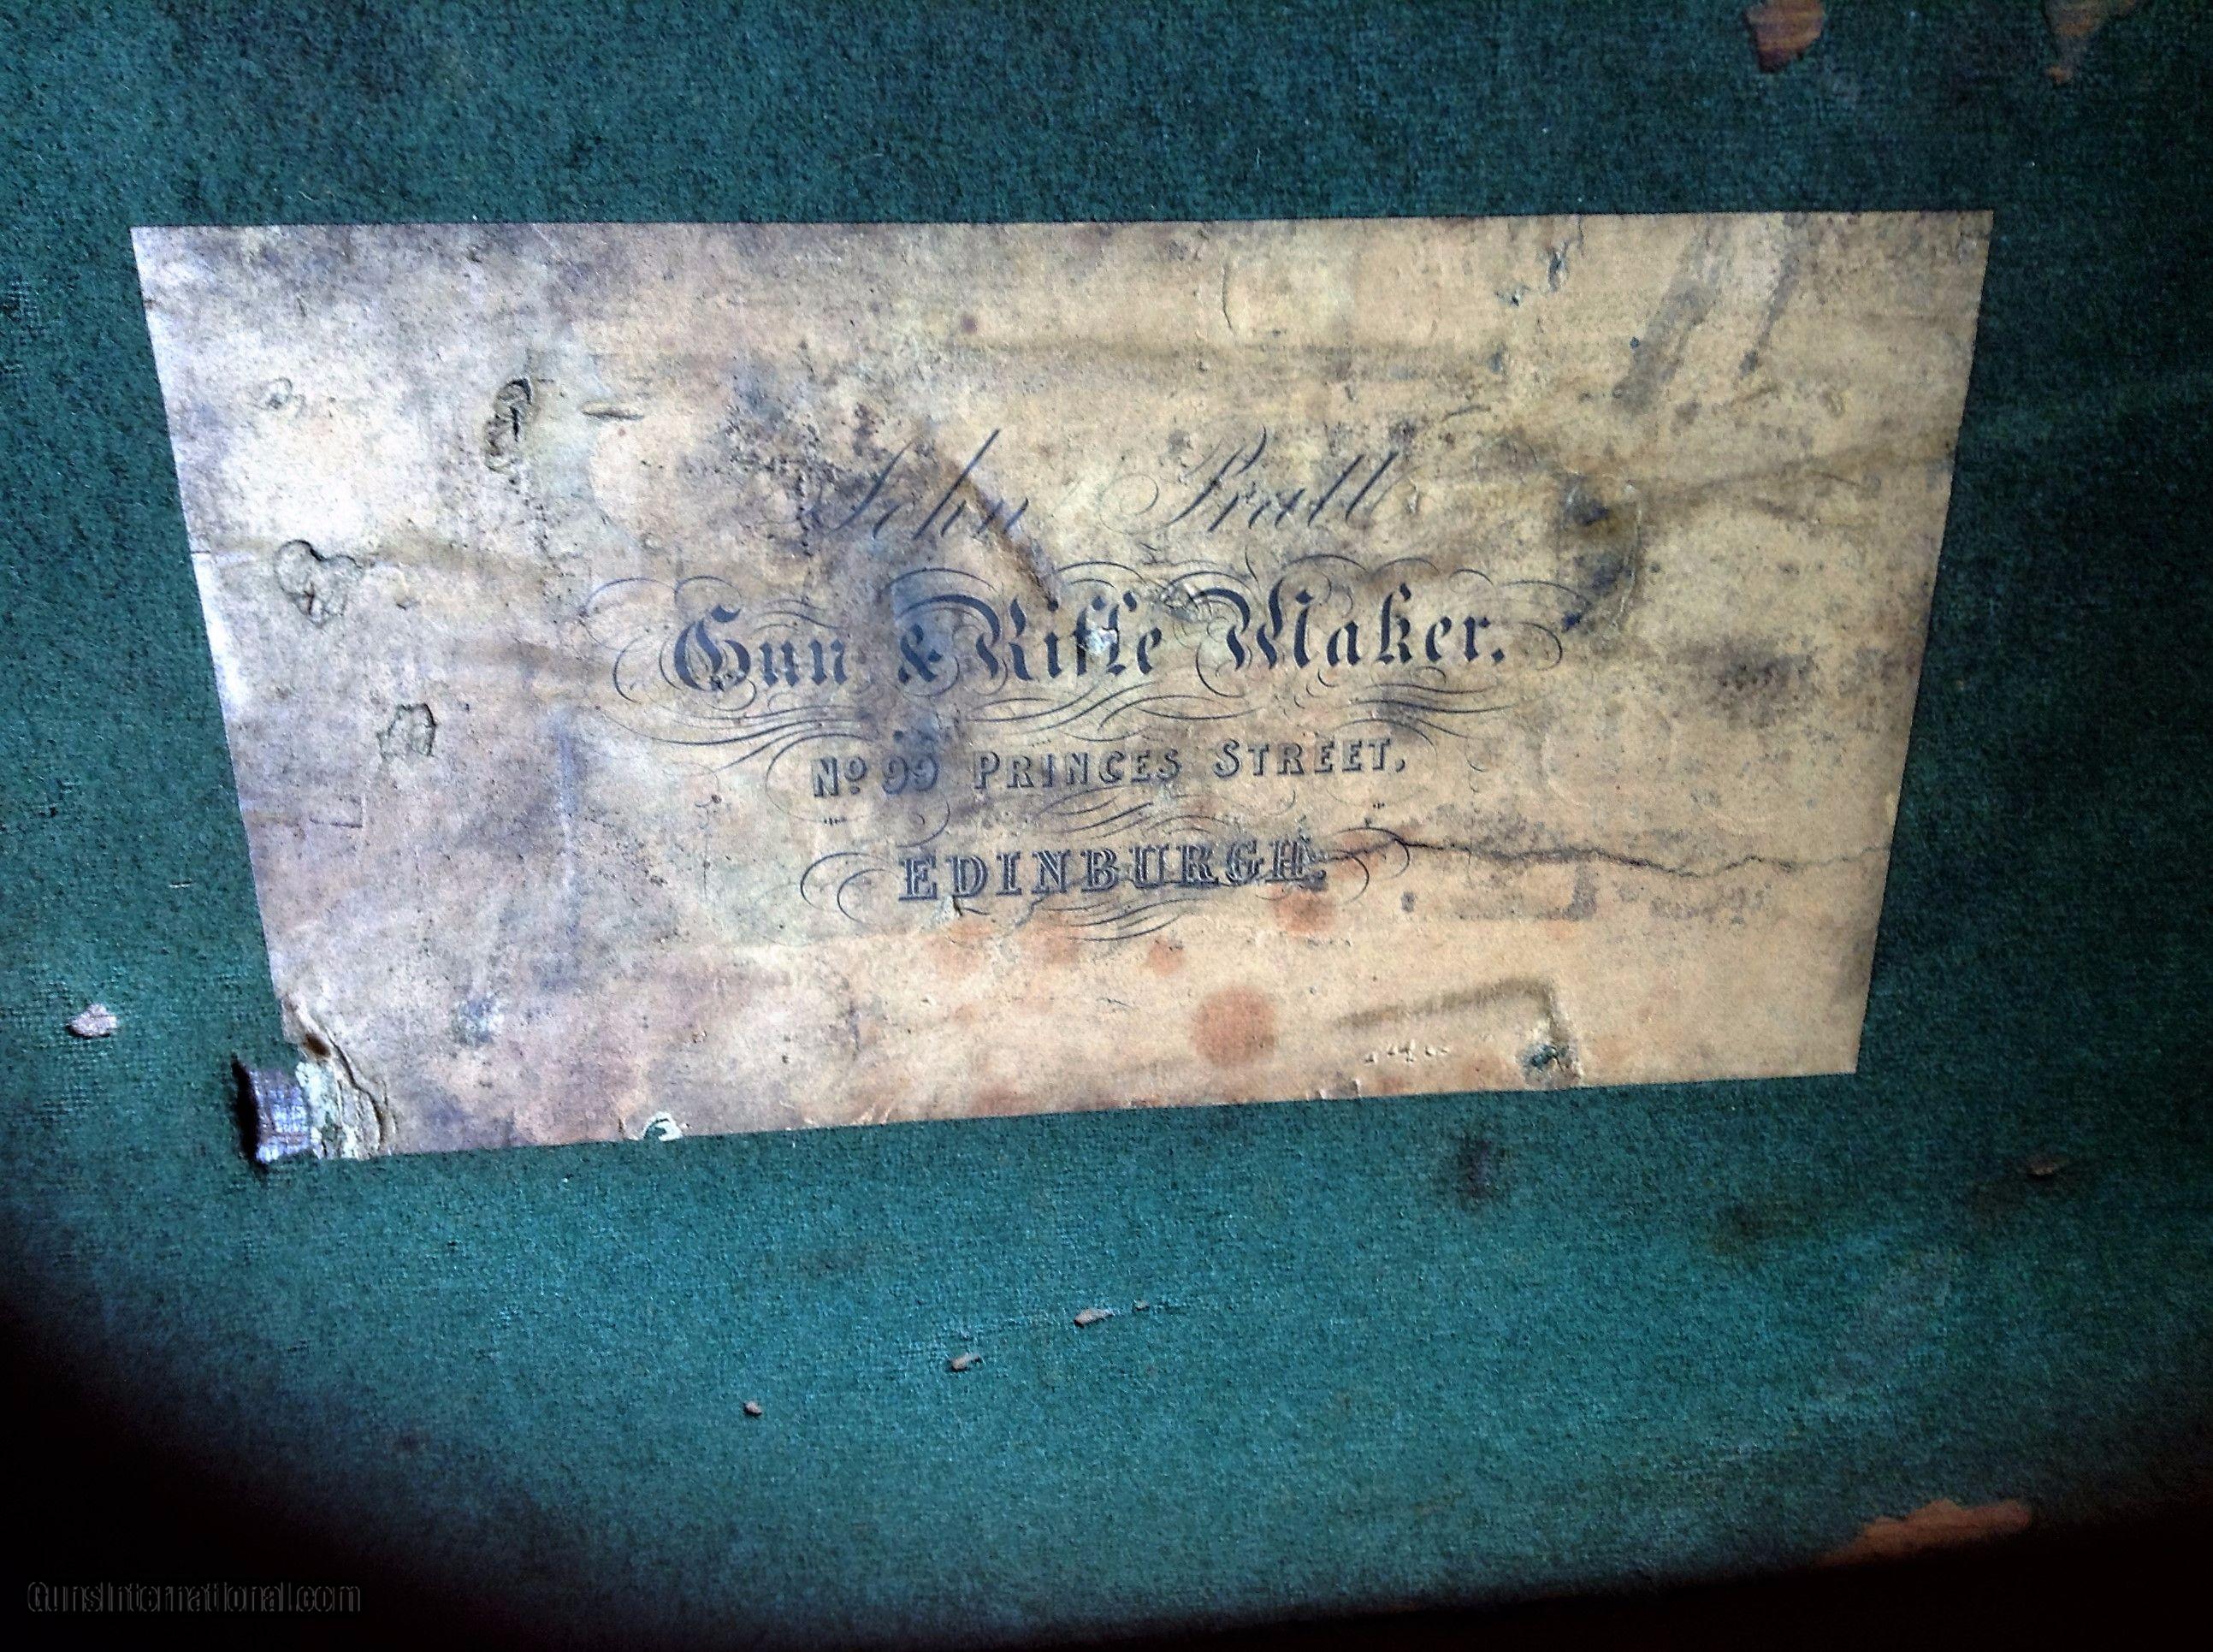 John Pratt
Gun & Rifle Maker.
No 99 PRINCES STREET,
EDINBURGH.
GunsInternational.com